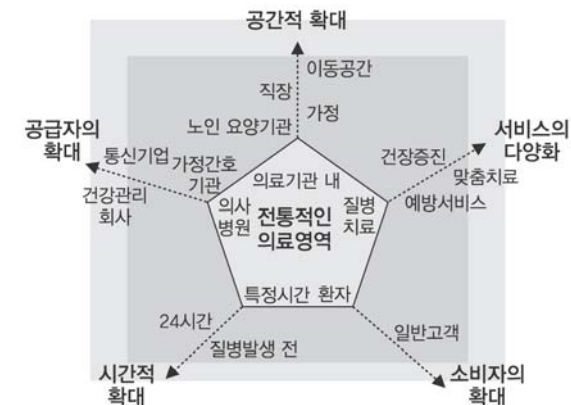 공간적 확대
이동공간
직장
가정
노인 요양기관
공급자의
확대
통신기업
가정간호
기관
건강관리
회사
서비스의
다양화
건장증진
맞춤치료
예방서비스
의료기관 내
의사
병원
전통적인
의료영역
질병
치료
특정시간 환자
24시간
질병발생 전
시간적
확대
일반고객
소비자의
확대